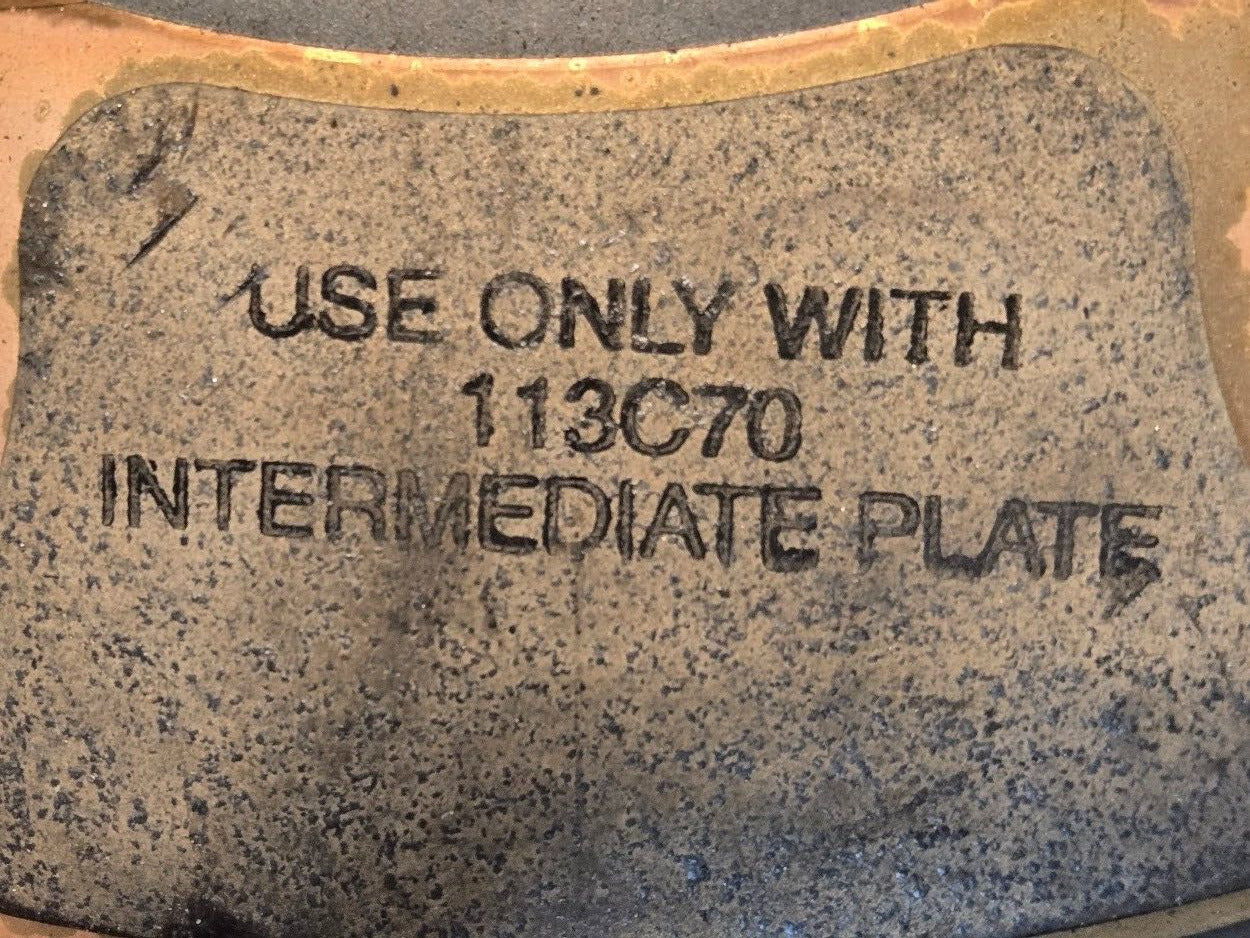 USE ONLY WITH
113C70
INTERMEDIATE PLATE